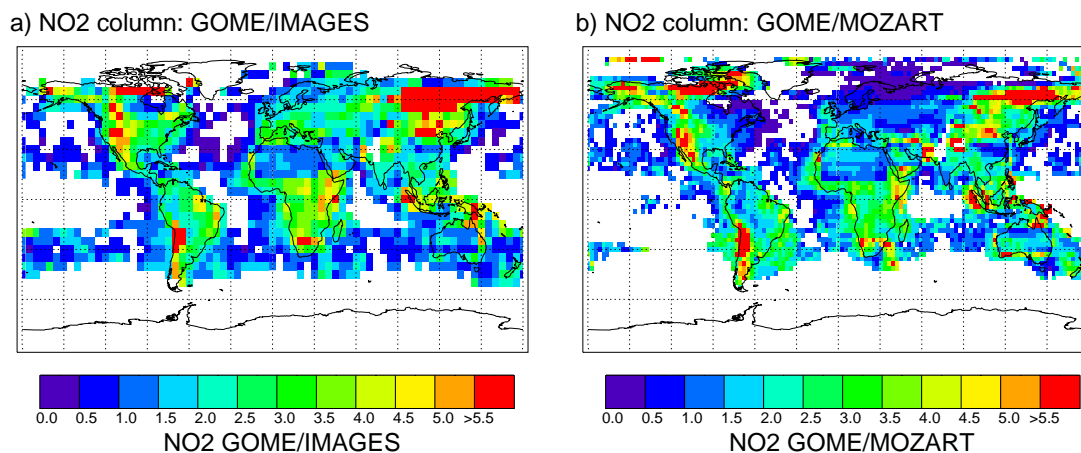 a) NO2 column: GOME/IMAGES
b) NO2 column: GOME/MOZART
0.0 0.5 1.0 1.5 2.0 2.5 3.0 3.5 4.0 4.5 5.0 >5.5
0.0 0.5 1.0 1.5 2.0 2.5 3.0 3.5 4.0 4.5 5.0 >5.5
NO2 GOME/IMAGES
NO2 GOME/MOZART